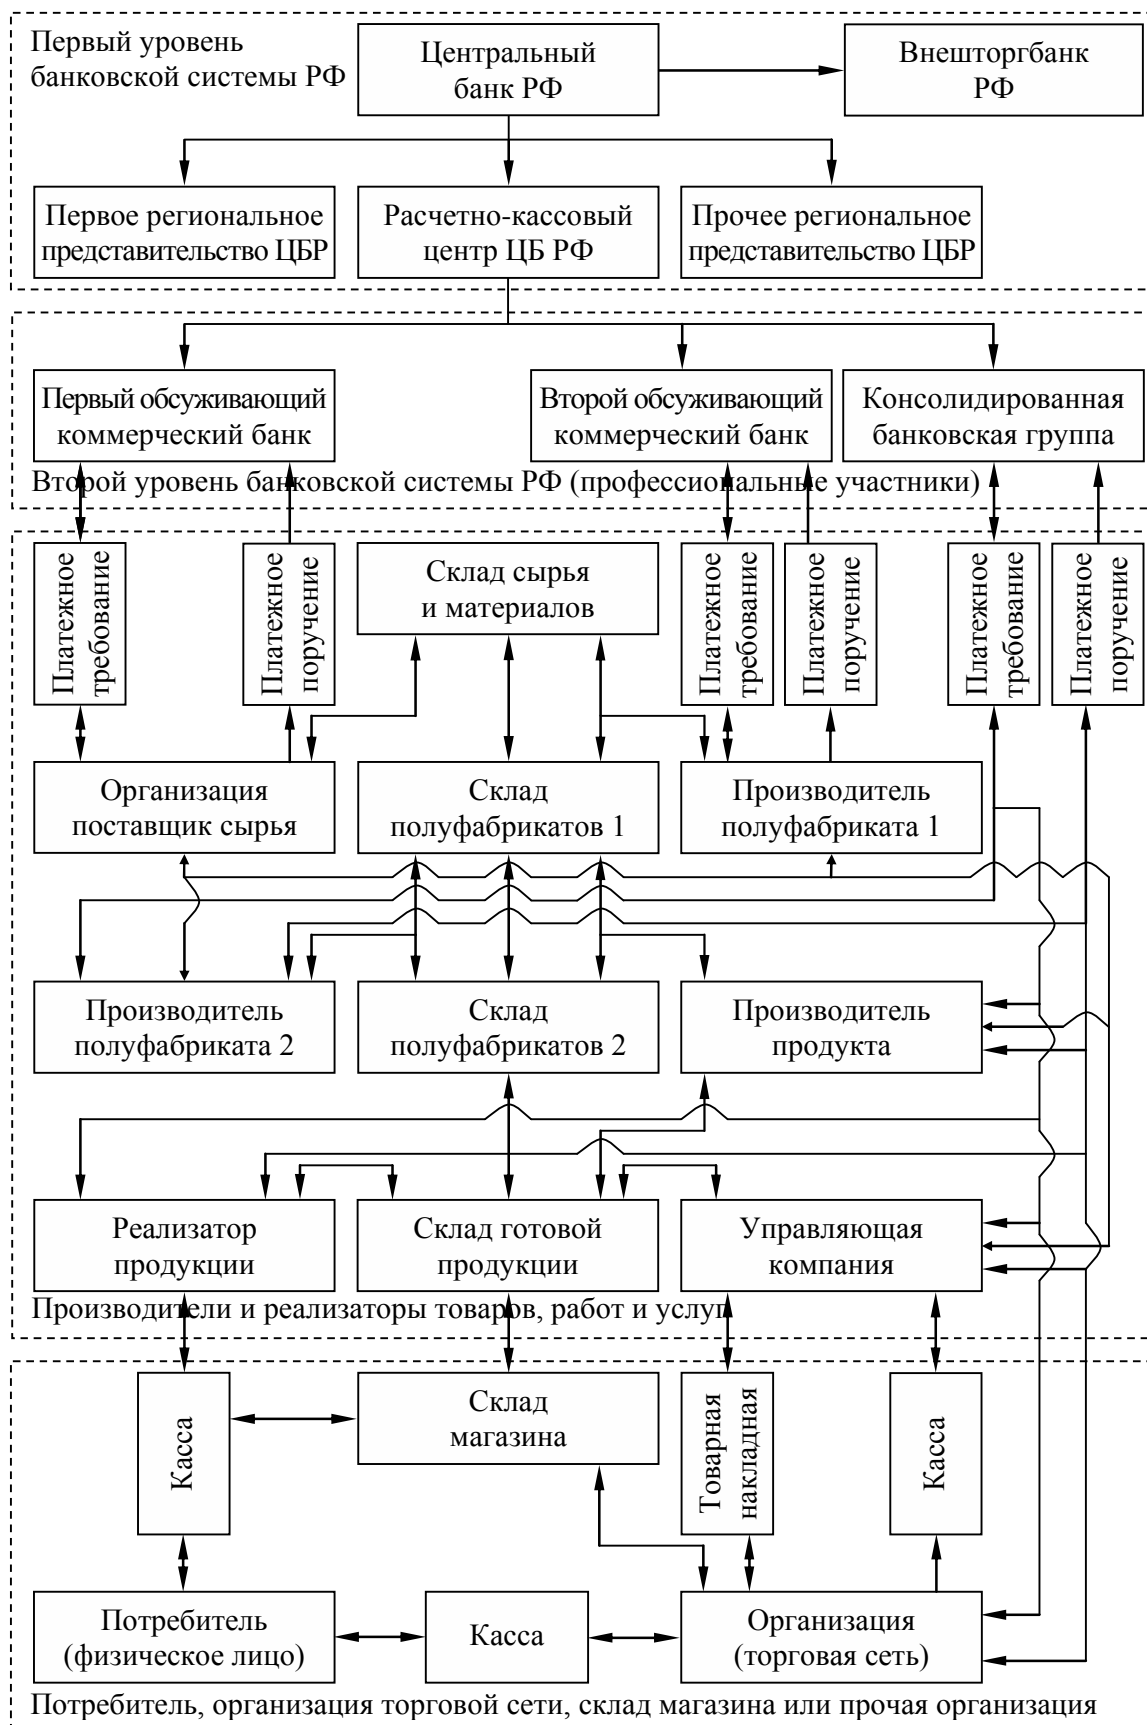 Первый уровень
банковской системы РФ
Центральный
банк РФ
Внешторгбанк
РФ
Первое региональное
представительство ЦБР
Расчетно-кассовый
центр ЦБ РФ
Прочее региональное
представительство ЦБР
Первый обсуживающий
коммерческий банк
Второй обсуживающий
коммерческий банк
Консолидированная
банковская группа
Второй уровень банковской системы РФ (профессиональные участники)
Платежное
требование
Платежное
поручение
Склад сырья
и материалов
Платежное
требование
Платежное
поручение
Платежное
требование
Платежное
поручение
Организация
поставщик сырья
Склад
полуфабрикатов 1
Производитель
полуфабриката 1
Производитель
полуфабриката 2
Склад
полуфабрикатов 2
Производитель
продукта
Реализатор
продукции
Склад готовой
продукции
Управляющая
компания
Производители и реализаторы товаров, работ и услуг
Касса
Склад
магазина
Товарная
накладная
Касса
Потребитель
(физическое лицо)
Касса
Организация
(торговая сеть)
Потребитель, организация торговой сети, склад магазина или прочая организация